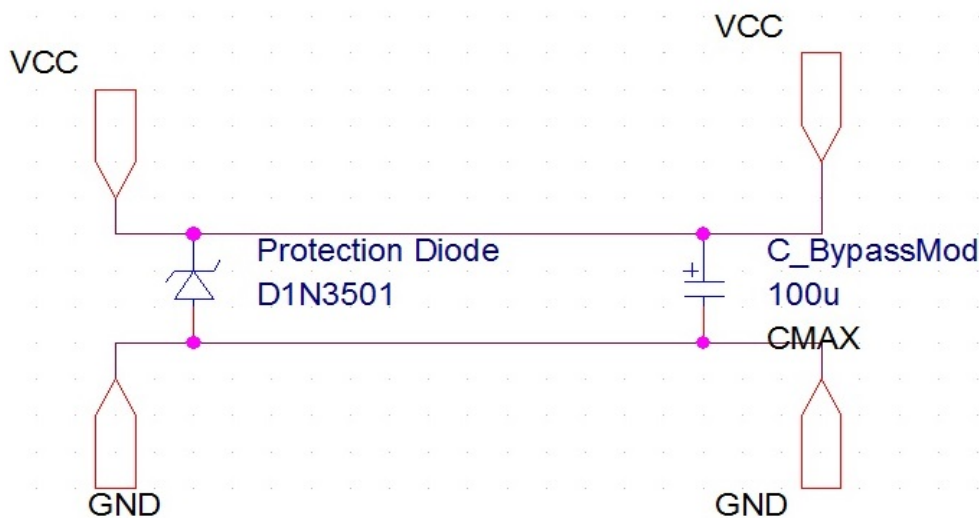 VCC
VCC
Protection Diode
D1N3501
C_BypassMod
100u
CMAX
GND
GND